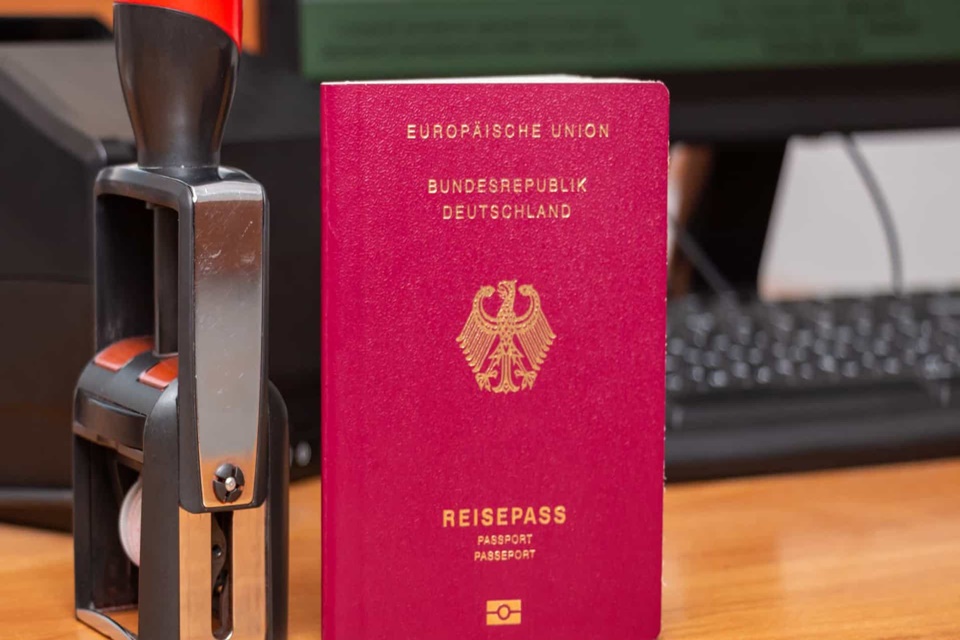 EUROPÄISCHE UNION
BUNDESREPUBLIK
DEUTSCHLAND
REISEPASS
PASSPORT
PASSEPORT